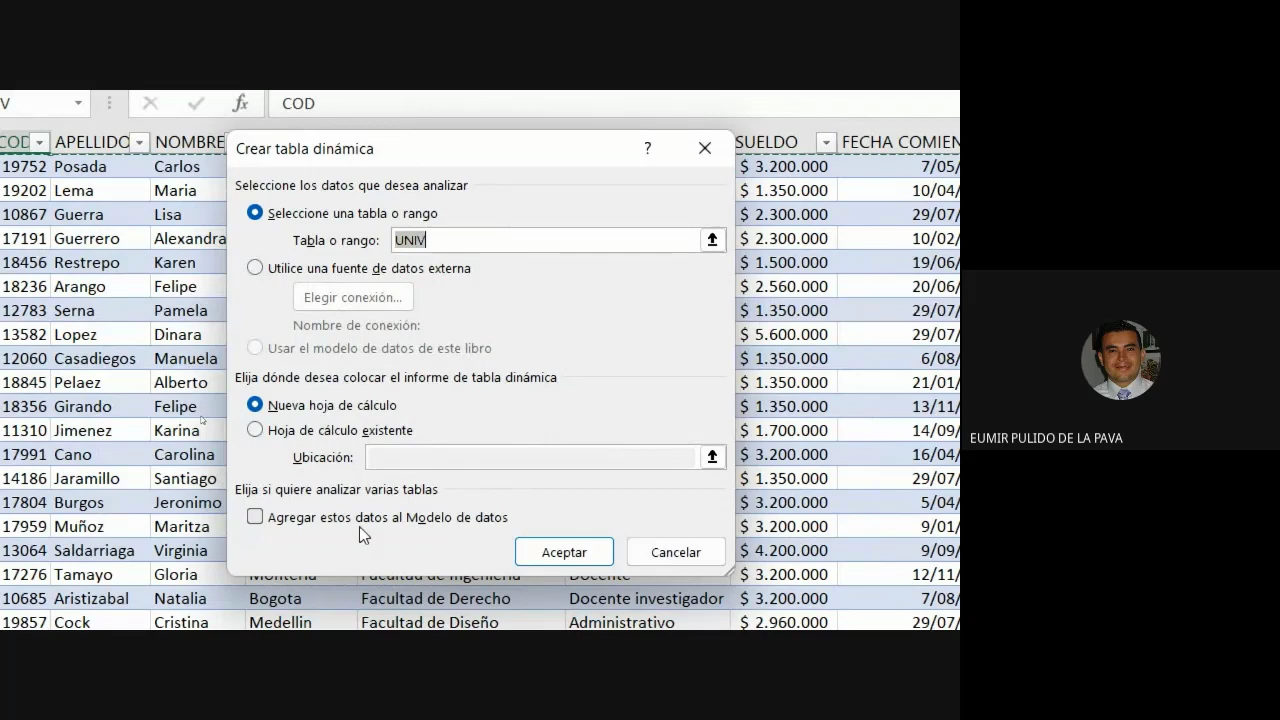 V fx COD
COD APELLIDO NOMBRE SUELDO FECHA COMIEN
Crear tabla dinámica ?
Seleccione los datos que desea analizar
Seleccione una tabla o rango
Tabla o rango: UNIV
Utilice una fuente de datos externa
Elegir conexión...
Nombre de conexión:
Usar el modelo de datos de este libro
Elija dónde desea colocar el informe de tabla dinámica
Nueva hoja de cálculo
Hoja de cálculo existente
Ubicación:
Elija si quiere analizar varias tablas
Agregar estos datos al Modelo de datos
Aceptar Cancelar
19752 Posada Carlos $ 3.200.000 7/05/
19202 Lema Maria $ 1.350.000 10/04/
10867 Guerra Lisa $ 2.300.000 29/07/
17191 Guerrero Alexandra $ 2.300.000 10/02/
18456 Restrepo Karen $ 1.500.000 19/06/
18236 Arango Felipe $ 2.560.000 20/06/
12783 Serna Pamela $ 1.350.000 29/07/
13582 Lopez Dinara $ 5.600.000 29/07/
12060 Casadiegos Manuela $ 1.350.000 6/08/
18845 Pelaez Alberto $ 1.350.000 21/01/
18356 Girando Felipe $ 1.350.000 13/11/
11310 Jimenez Karina $ 1.700.000 14/09/
17991 Cano Carolina $ 3.200.000 16/04/
14186 Jaramillo Santiago $ 1.350.000 29/07/
17804 Burgos Jeronimo $ 3.200.000 5/04/
17959 Muñoz Maritza $ 3.200.000 9/01/
13064 Saldarriaga Virginia $ 4.200.000 9/09/
17276 Tamayo Gloria Monteria Facultad de Ingeniería Docente $ 3.200.000 12/11/
10685 Aristizabal Natalia Bogota Facultad de Derecho Docente investigador $ 3.200.000 7/08/
19857 Cock Cristina Medellin Facultad de Diseño Administrativo $ 2.960.000 29/07/
EUMIR PULIDO DE LA PAVA